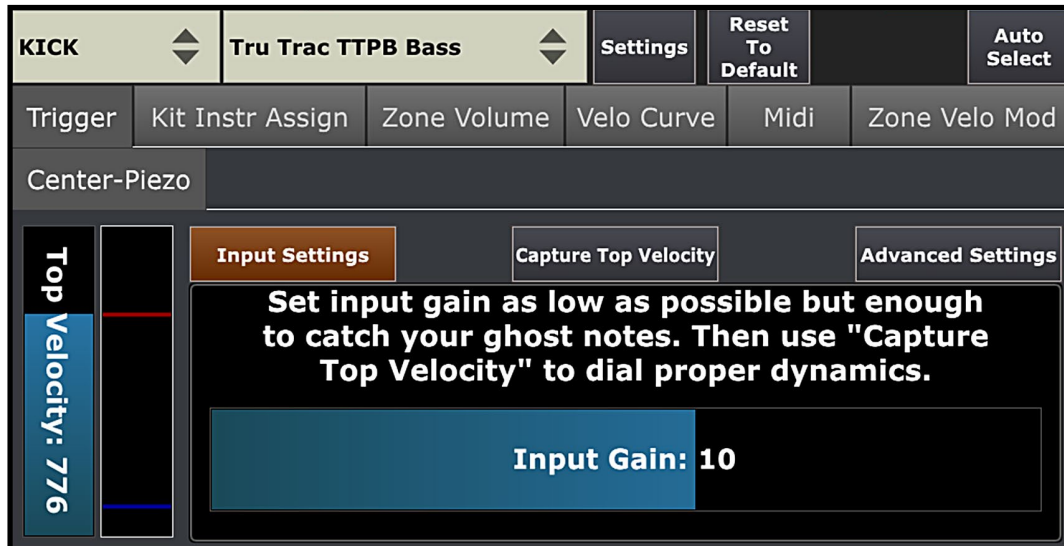 KICK
Tru Trac TTPB Bass
Settings
Reset
To
Default
Auto
Select
Trigger
Kit Instr Assign
Zone Volume
Velo Curve
Midi
Zone Velo Mod
Center-Piezo
Top Velocity: 776
Input Settings
Capture Top Velocity
Advanced Settings
Set input gain as low as possible but enough
to catch your ghost notes. Then use "Capture
Top Velocity" to dial proper dynamics.
Input Gain: 10